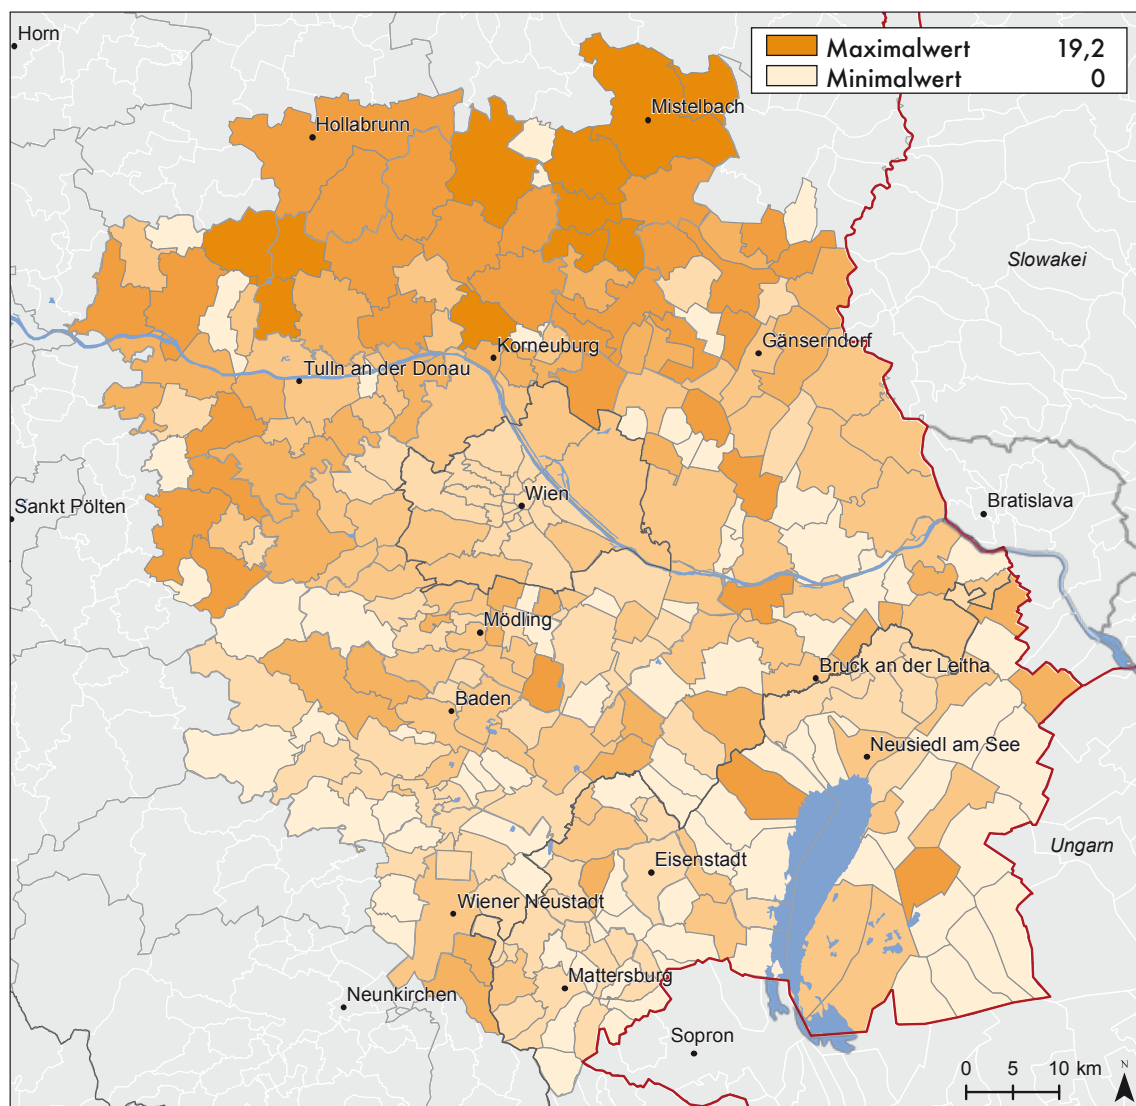 Horn
Maximalwert 19,2
Minimalwert 0
Mistelbach
Hollabrunn
Slowakei
Korneuburg
Gänserndorf
Tulln an der Donau
Wien
Bratislava
Sankt Pölten
Mödling
Bruck an der Leitha
Baden
Neusiedl am See
Ungarn
Eisenstadt
Wiener Neustadt
Mattersburg
Neunkirchen
Sopron
0 5 10 km
N